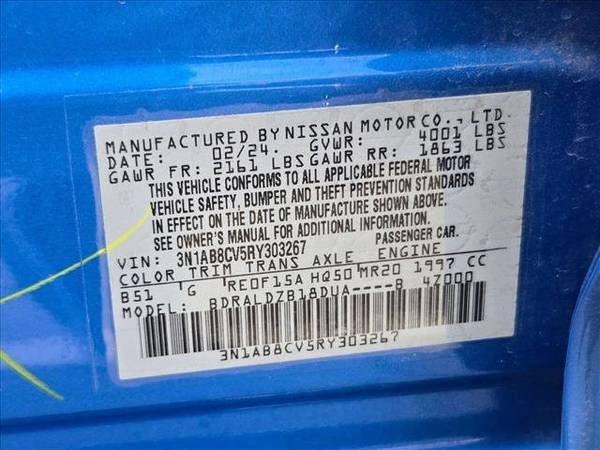 MANUFACTURED BY NISSAN MOTOR CO., LTD.
DATE: 02/24. GVWR: 4001 LBS
GAWR FR: 2161 LBS GAWR RR: 1863 LBS
THIS VEHICLE CONFORMS TO ALL APPLICABLE FEDERAL MOTOR
VEHICLE SAFETY, BUMPER AND THEFT PREVENTION STANDARDS
IN EFFECT ON THE DATE OF MANUFACTURE SHOWN ABOVE.
SEE OWNER'S MANUAL FOR ADDITIONAL INFORMATION.
VIN: 3N1AB8CV5RY303267 PASSENGER CAR.
COLOR TRIM TRANS AXLE ENGINE
B51 G RE0F15A HQ50 MR20 1997 CC
MODEL: BDRALDZB18DUA----B 4Z000
3N1AB8CV5RY303267